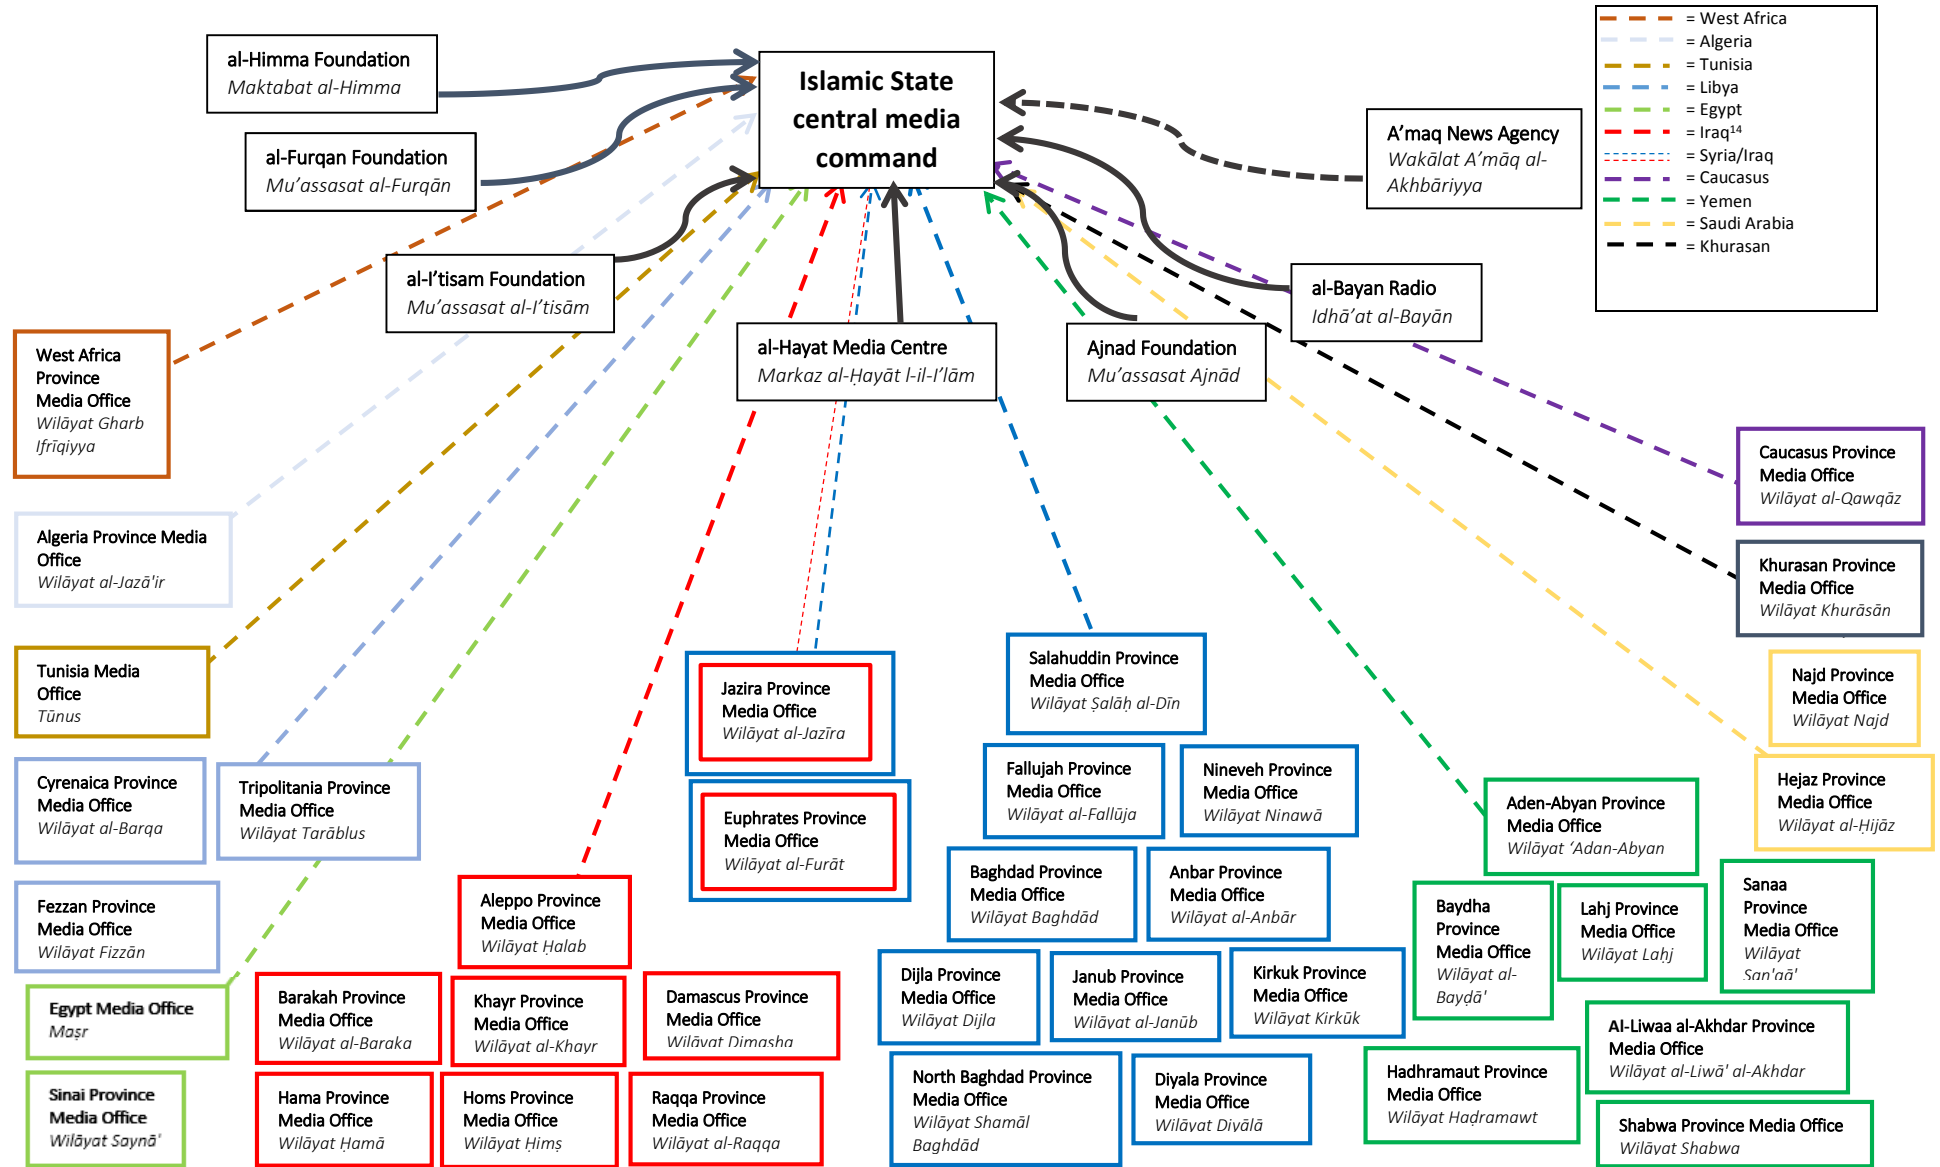 al-Himma Foundation
Maktabat al-Himma
al-Furqan Foundation
Mu'assasat al-Furqān
al-I'tisam Foundation
Mu'assasat al-I'tisām
Islamic State
central media
command
al-Hayat Media Centre
Markaz al-Ḥayāt l-il-I'lām
Ajnad Foundation
Mu'assasat Ajnād
al-Bayan Radio
Idhā'at al-Bayān
A'maq News Agency
Wakālat A'māq al-
Akhbāriyya
= West Africa
= Algeria
= Tunisia
= Libya
= Egypt
= Iraq¹⁴
= Syria/Iraq
= Caucasus
= Yemen
= Saudi Arabia
= Khurasan
West Africa
Province
Media Office
Wilāyat Gharb
Ifrīqiyya
Algeria Province Media
Office
Wilāyat al-Jazā'ir
Tunisia Media
Office
Tūnus
Cyrenaica Province
Media Office
Wilāyat al-Barqa
Tripolitania Province
Media Office
Wilāyat Tarāblus
Fezzan Province
Media Office
Wilāyat Fizzān
Egypt Media Office
Maṣr
Sinai Province
Media Office
Wilāyat Saynā'
Aleppo Province
Media Office
Wilāyat Ḥalab
Barakah Province
Media Office
Wilāyat al-Baraka
Khayr Province
Media Office
Wilāyat al-Khayr
Damascus Province
Media Office
Wilāyat Dimashq
Hama Province
Media Office
Wilāyat Ḥamā
Homs Province
Media Office
Wilāyat Ḥimṣ
Raqqa Province
Media Office
Wilāyat al-Raqqa
Jazira Province
Media Office
Wilāyat al-Jazīra
Euphrates Province
Media Office
Wilāyat al-Furāt
Salahuddin Province
Media Office
Wilāyat Ṣalāḥ al-Dīn
Fallujah Province
Media Office
Wilāyat al-Fallūja
Nineveh Province
Media Office
Wilāyat Ninawā
Baghdad Province
Media Office
Wilāyat Baghdād
Anbar Province
Media Office
Wilāyat al-Anbār
Dijla Province
Media Office
Wilāyat Dijla
Janub Province
Media Office
Wilāyat al-Janūb
Kirkuk Province
Media Office
Wilāyat Kirkūk
North Baghdad Province
Media Office
Wilāyat Shamāl
Baghdād
Diyala Province
Media Office
Wilāyat Diyālā
Caucasus Province
Media Office
Wilāyat al-Qawqāz
Khurasan Province
Media Office
Wilāyat Khurāsān
Najd Province
Media Office
Wilāyat Najd
Hejaz Province
Media Office
Wilāyat al-Ḥijāz
Aden-Abyan Province
Media Office
Wilāyat ‘Adan-Abyan
Baydha
Province
Media Office
Wilāyat al-
Bayḍā'
Lahj Province
Media Office
Wilāyat Laḥj
Sanaa
Province
Media Office
Wilāyat
Ṣan'ā'
Al-Liwaa al-Akhdar Province
Media Office
Wilāyat al-Liwā' al-Akhdar
Hadhramaut Province
Media Office
Wilāyat Haḍramawt
Shabwa Province Media Office
Wilāyat Shabwa